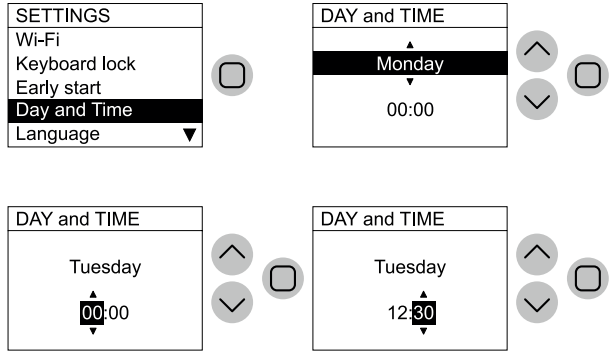 SETTINGS
Wi-Fi
Keyboard lock
Early start
Day and Time
Language
DAY and TIME
Monday
00:00
DAY and TIME
Tuesday
00:00
DAY and TIME
Tuesday
12:30